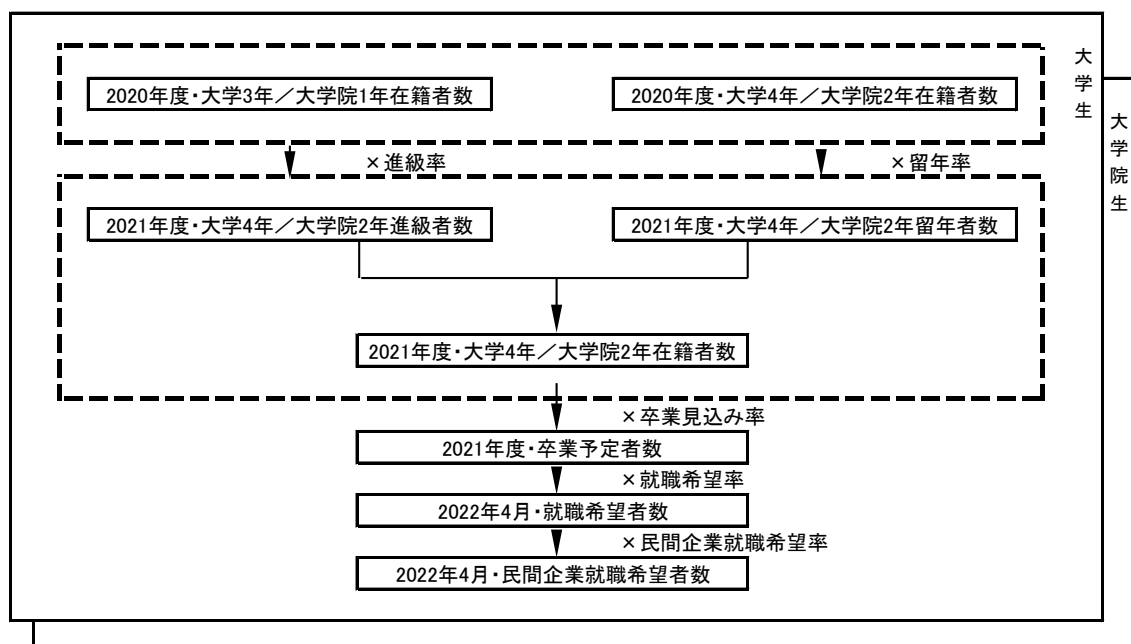 大学生
大学院生
2020年度・大学3年／大学院1年在籍者数
2020年度・大学4年／大学院2年在籍者数
×進級率
×留年率
2021年度・大学4年／大学院2年進級者数
2021年度・大学4年／大学院2年留年者数
2021年度・大学4年／大学院2年在籍者数
×卒業見込み率
2021年度・卒業予定者数
×就職希望率
2022年4月・就職希望者数
×民間企業就職希望率
2022年4月・民間企業就職希望者数